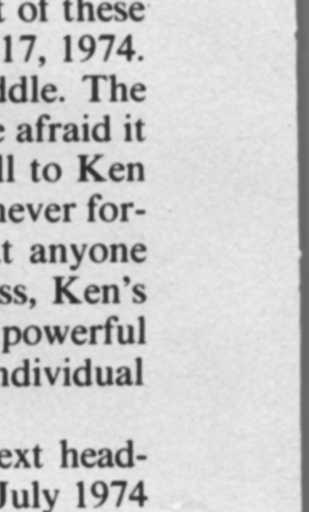 of these
17, 1974.
ddle. The
afraid it
ll to Ken
never for-
t anyone
ss, Ken's
powerful
ndividual
ext head-
July 1974